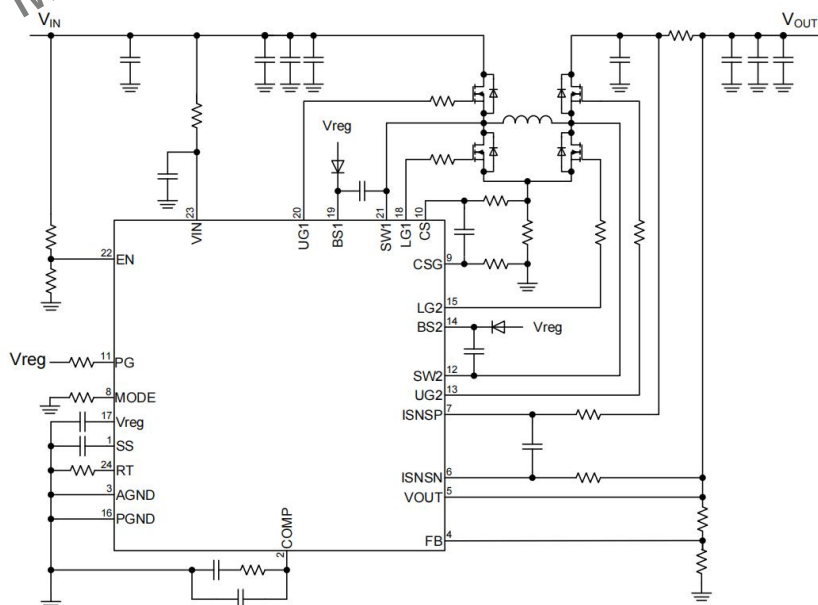 VIN
VOUT
Vreg
23
20
19
21
18
10
VIN
UG1
BS1
SW1
LG1
CS
22
EN
CSG
9
LG2
15
BS2
14
Vreg
Vreg
11
PG
SW2
12
UG2
13
8
MODE
ISNSP
7
17
Vreg
1
SS
24
RT
ISNSN
6
3
AGND
VOUT
5
16
PGND
COMP
2
FB
4